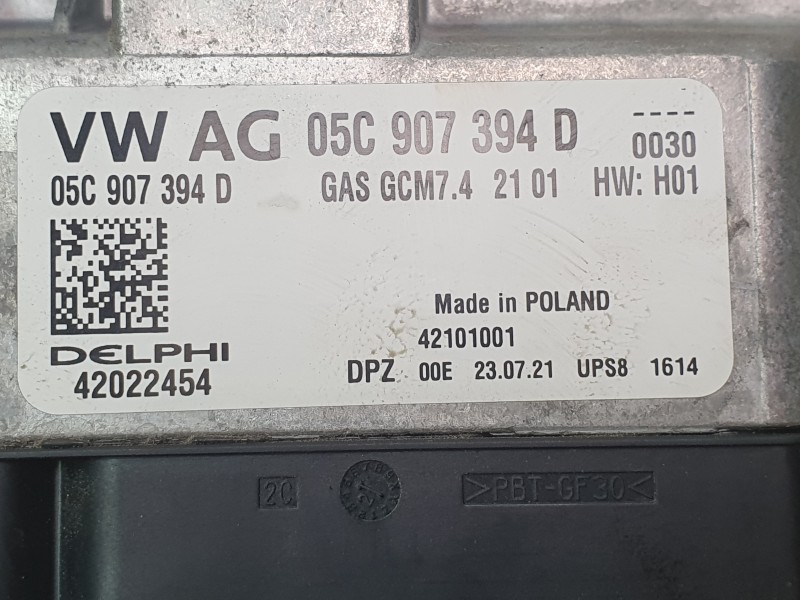 VW AG 05C 907 394 D ----
0030
05C 907 394 D GAS GCM7.4 21 01 HW: H01
Made in POLAND
DELPHI 42101001
42022454 DPZ 00E 23.07.21 UPS8 1614
2C >PBT-GF30<